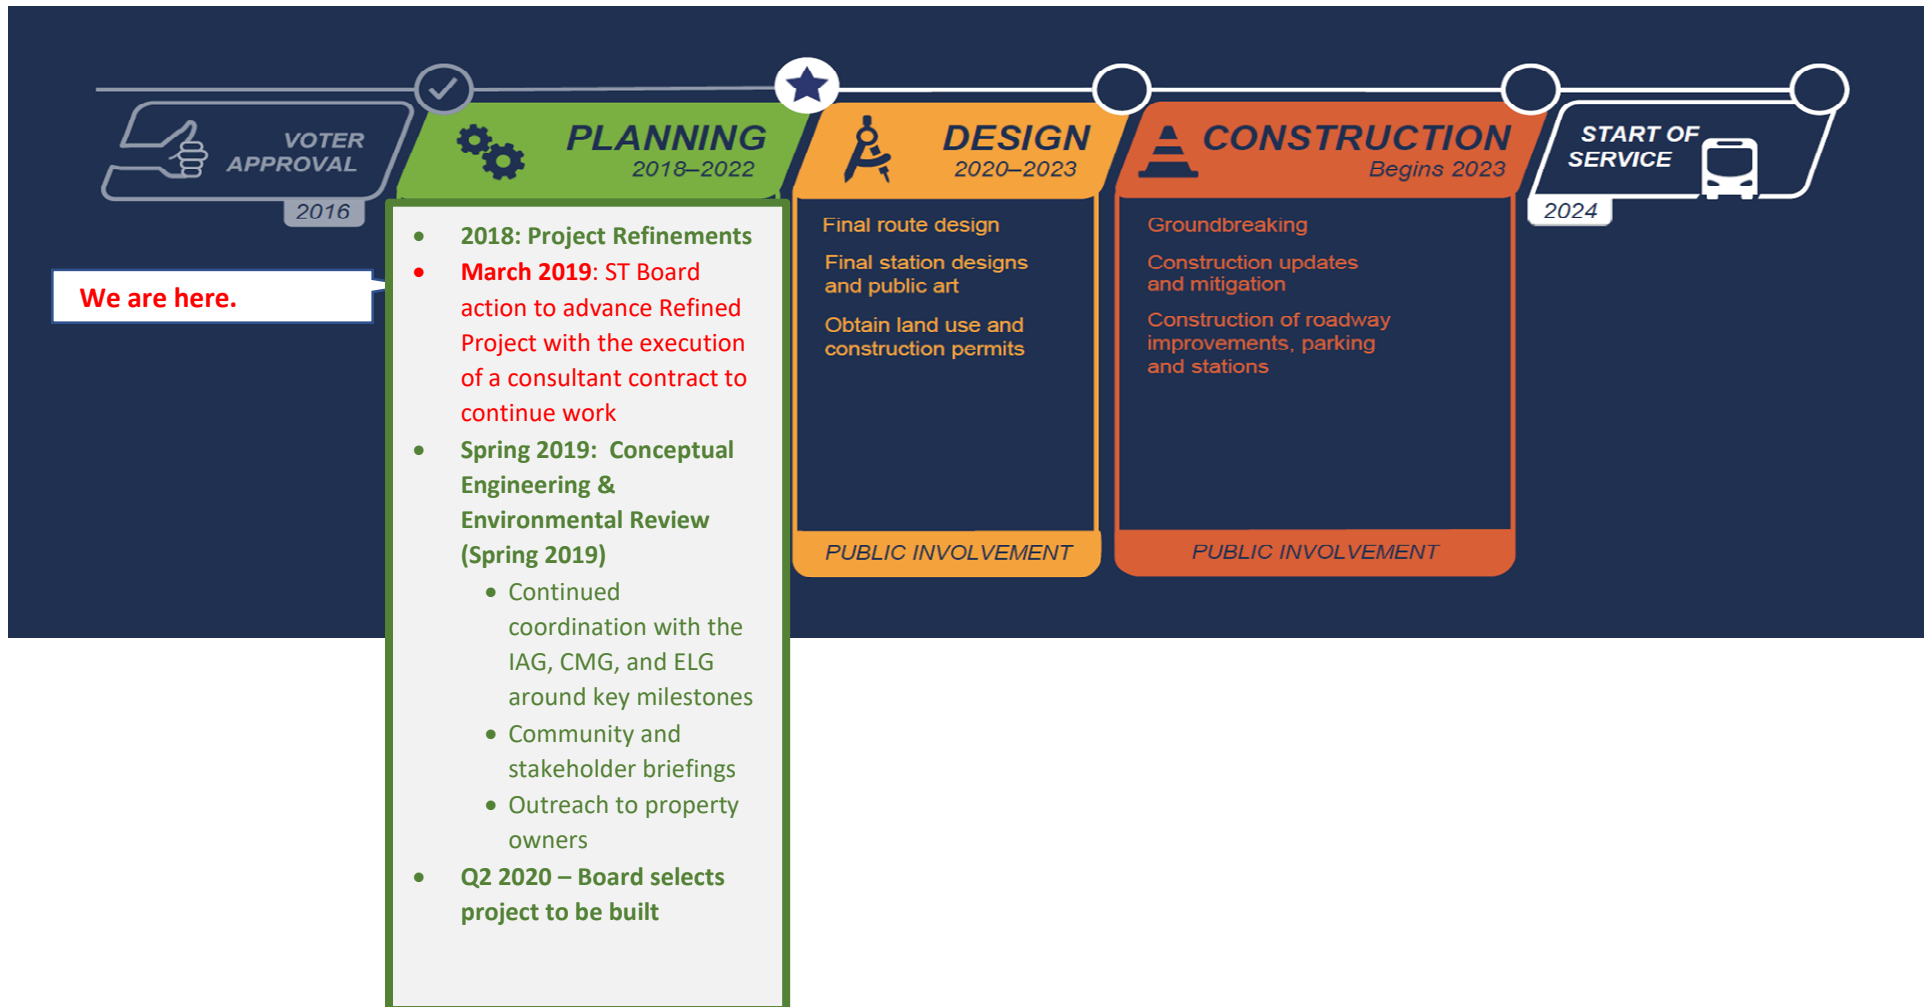 VOTER
APPROVAL
2016
PLANNING
2018–2022
DESIGN
2020–2023
CONSTRUCTION
Begins 2023
START OF
SERVICE
2024
We are here.
• 2018: Project Refinements
• March 2019: ST Board
action to advance Refined
Project with the execution
of a consultant contract to
continue work
• Spring 2019:  Conceptual
Engineering &
Environmental Review
(Spring 2019)
• Continued
coordination with the
IAG, CMG, and ELG
around key milestones
• Community and
stakeholder briefings
• Outreach to property
owners
• Q2 2020 – Board selects
project to be built
Final route design
Final station designs
and public art
Obtain land use and
construction permits
PUBLIC INVOLVEMENT
Groundbreaking
Construction updates
and mitigation
Construction of roadway
improvements, parking
and stations
PUBLIC INVOLVEMENT